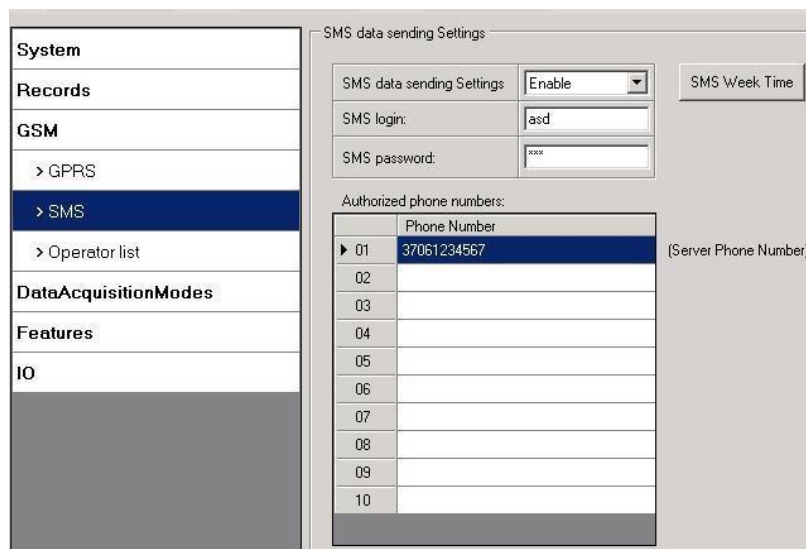 System
Records
GSM
> GPRS
> SMS
> Operator list
DataAcquisitionModes
Features
IO
SMS data sending Settings
SMS data sending Settings Enable SMS Week Time
SMS login: asd
SMS password: ***
Authorized phone numbers:
Phone Number
01 37061234567 (Server Phone Number)
02
03
04
05
06
07
08
09
10